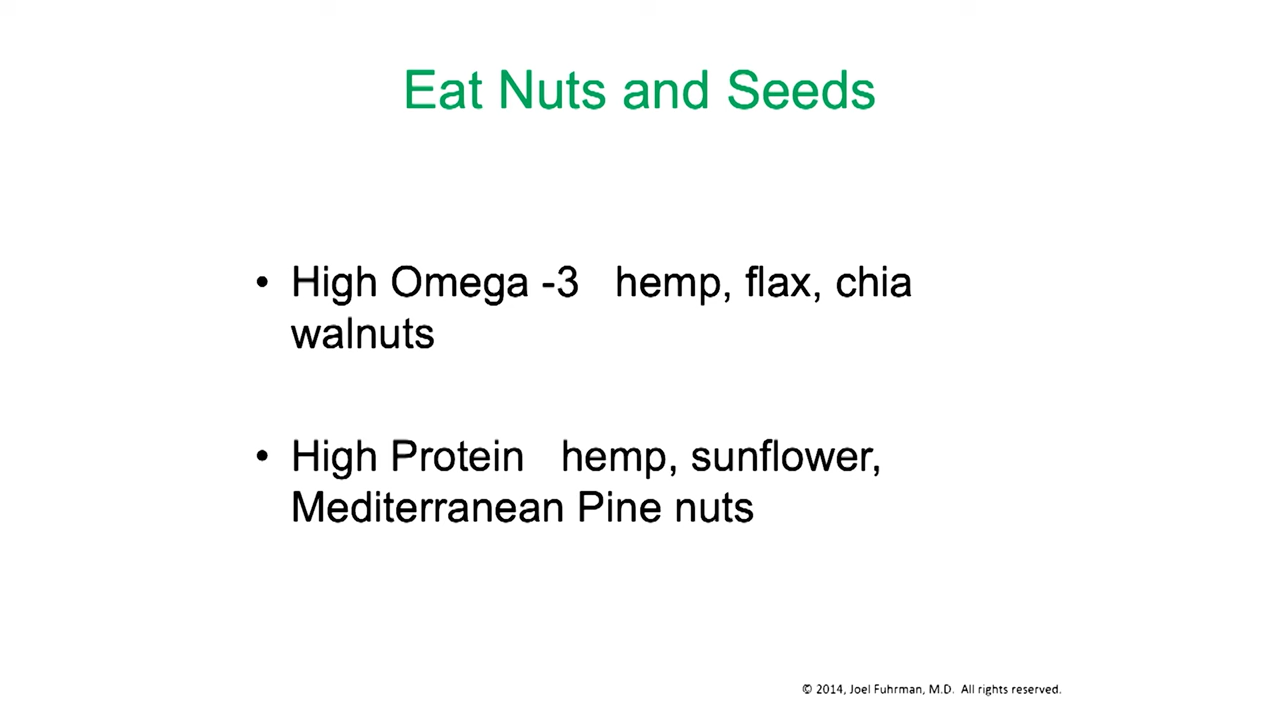 Eat Nuts and Seeds
• High Omega -3   hemp, flax, chia
walnuts
• High Protein   hemp, sunflower,
Mediterranean Pine nuts
© 2014, Joel Fuhrman, M.D.  All rights reserved.